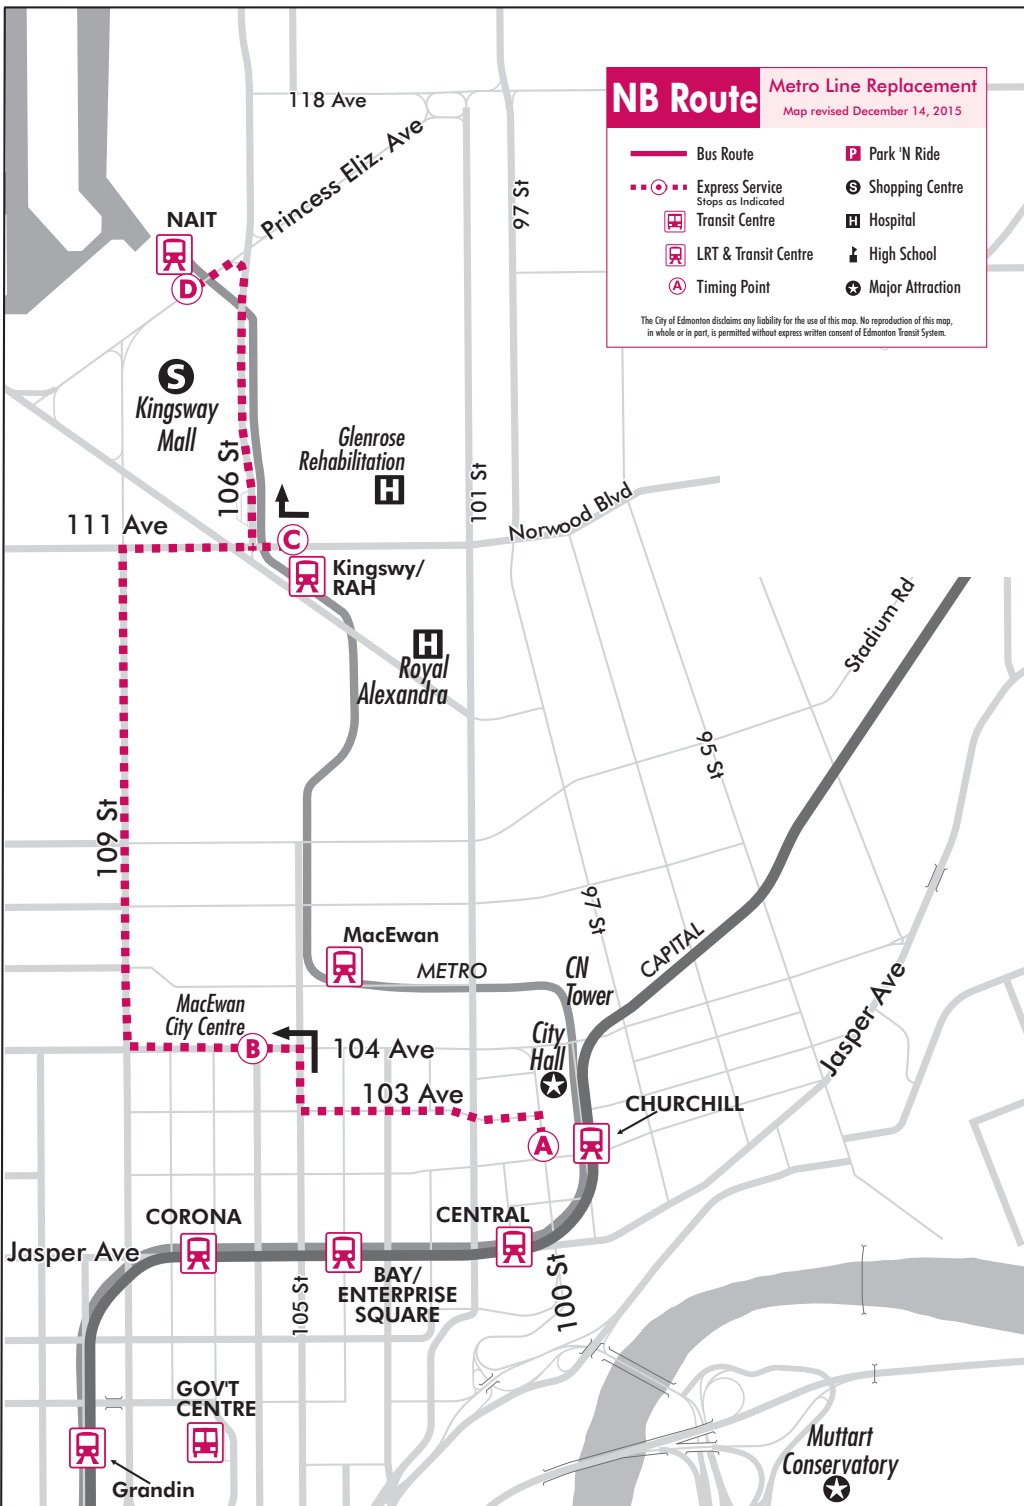 NB Route
Metro Line Replacement
Map revised December 14, 2015
Bus Route
Express Service
Stops as Indicated
Transit Centre
LRT & Transit Centre
A Timing Point
P Park 'N Ride
S Shopping Centre
H Hospital
High School
Major Attraction
The City of Edmonton disclaims any liability for the use of this map. No reproduction of this map,
in whole or in part, is permitted without express written consent of Edmonton Transit System.
118 Ave
Princess Eliz. Ave
97 St
NAIT
D
S
Kingsway
Mall
106 St
Glenrose
Rehabilitation
H
101 St
Norwood Blvd
111 Ave
C
Kingswy/
RAH
H
Royal
Alexandra
Stadium Rd
95 St
109 St
97 St
MacEwan
METRO
CAPITAL
CN
Tower
Jasper Ave
MacEwan
City Centre
B
104 Ave
City
Hall
103 Ave
CHURCHILL
A
CORONA
CENTRAL
Jasper Ave
BAY/
ENTERPRISE
SQUARE
105 St
100 St
GOV'T
CENTRE
Grandin
Muttart
Conservatory